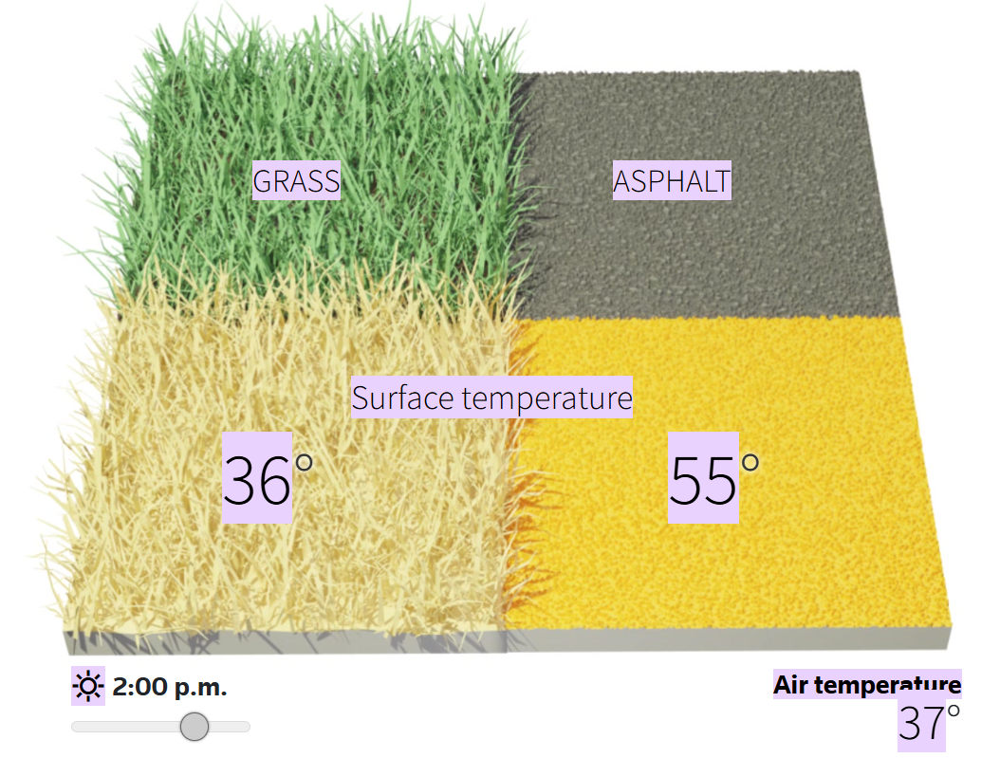 GRASS
ASPHALT
Surface temperature
36°
55°
2:00 p.m.
Air temperature
37°